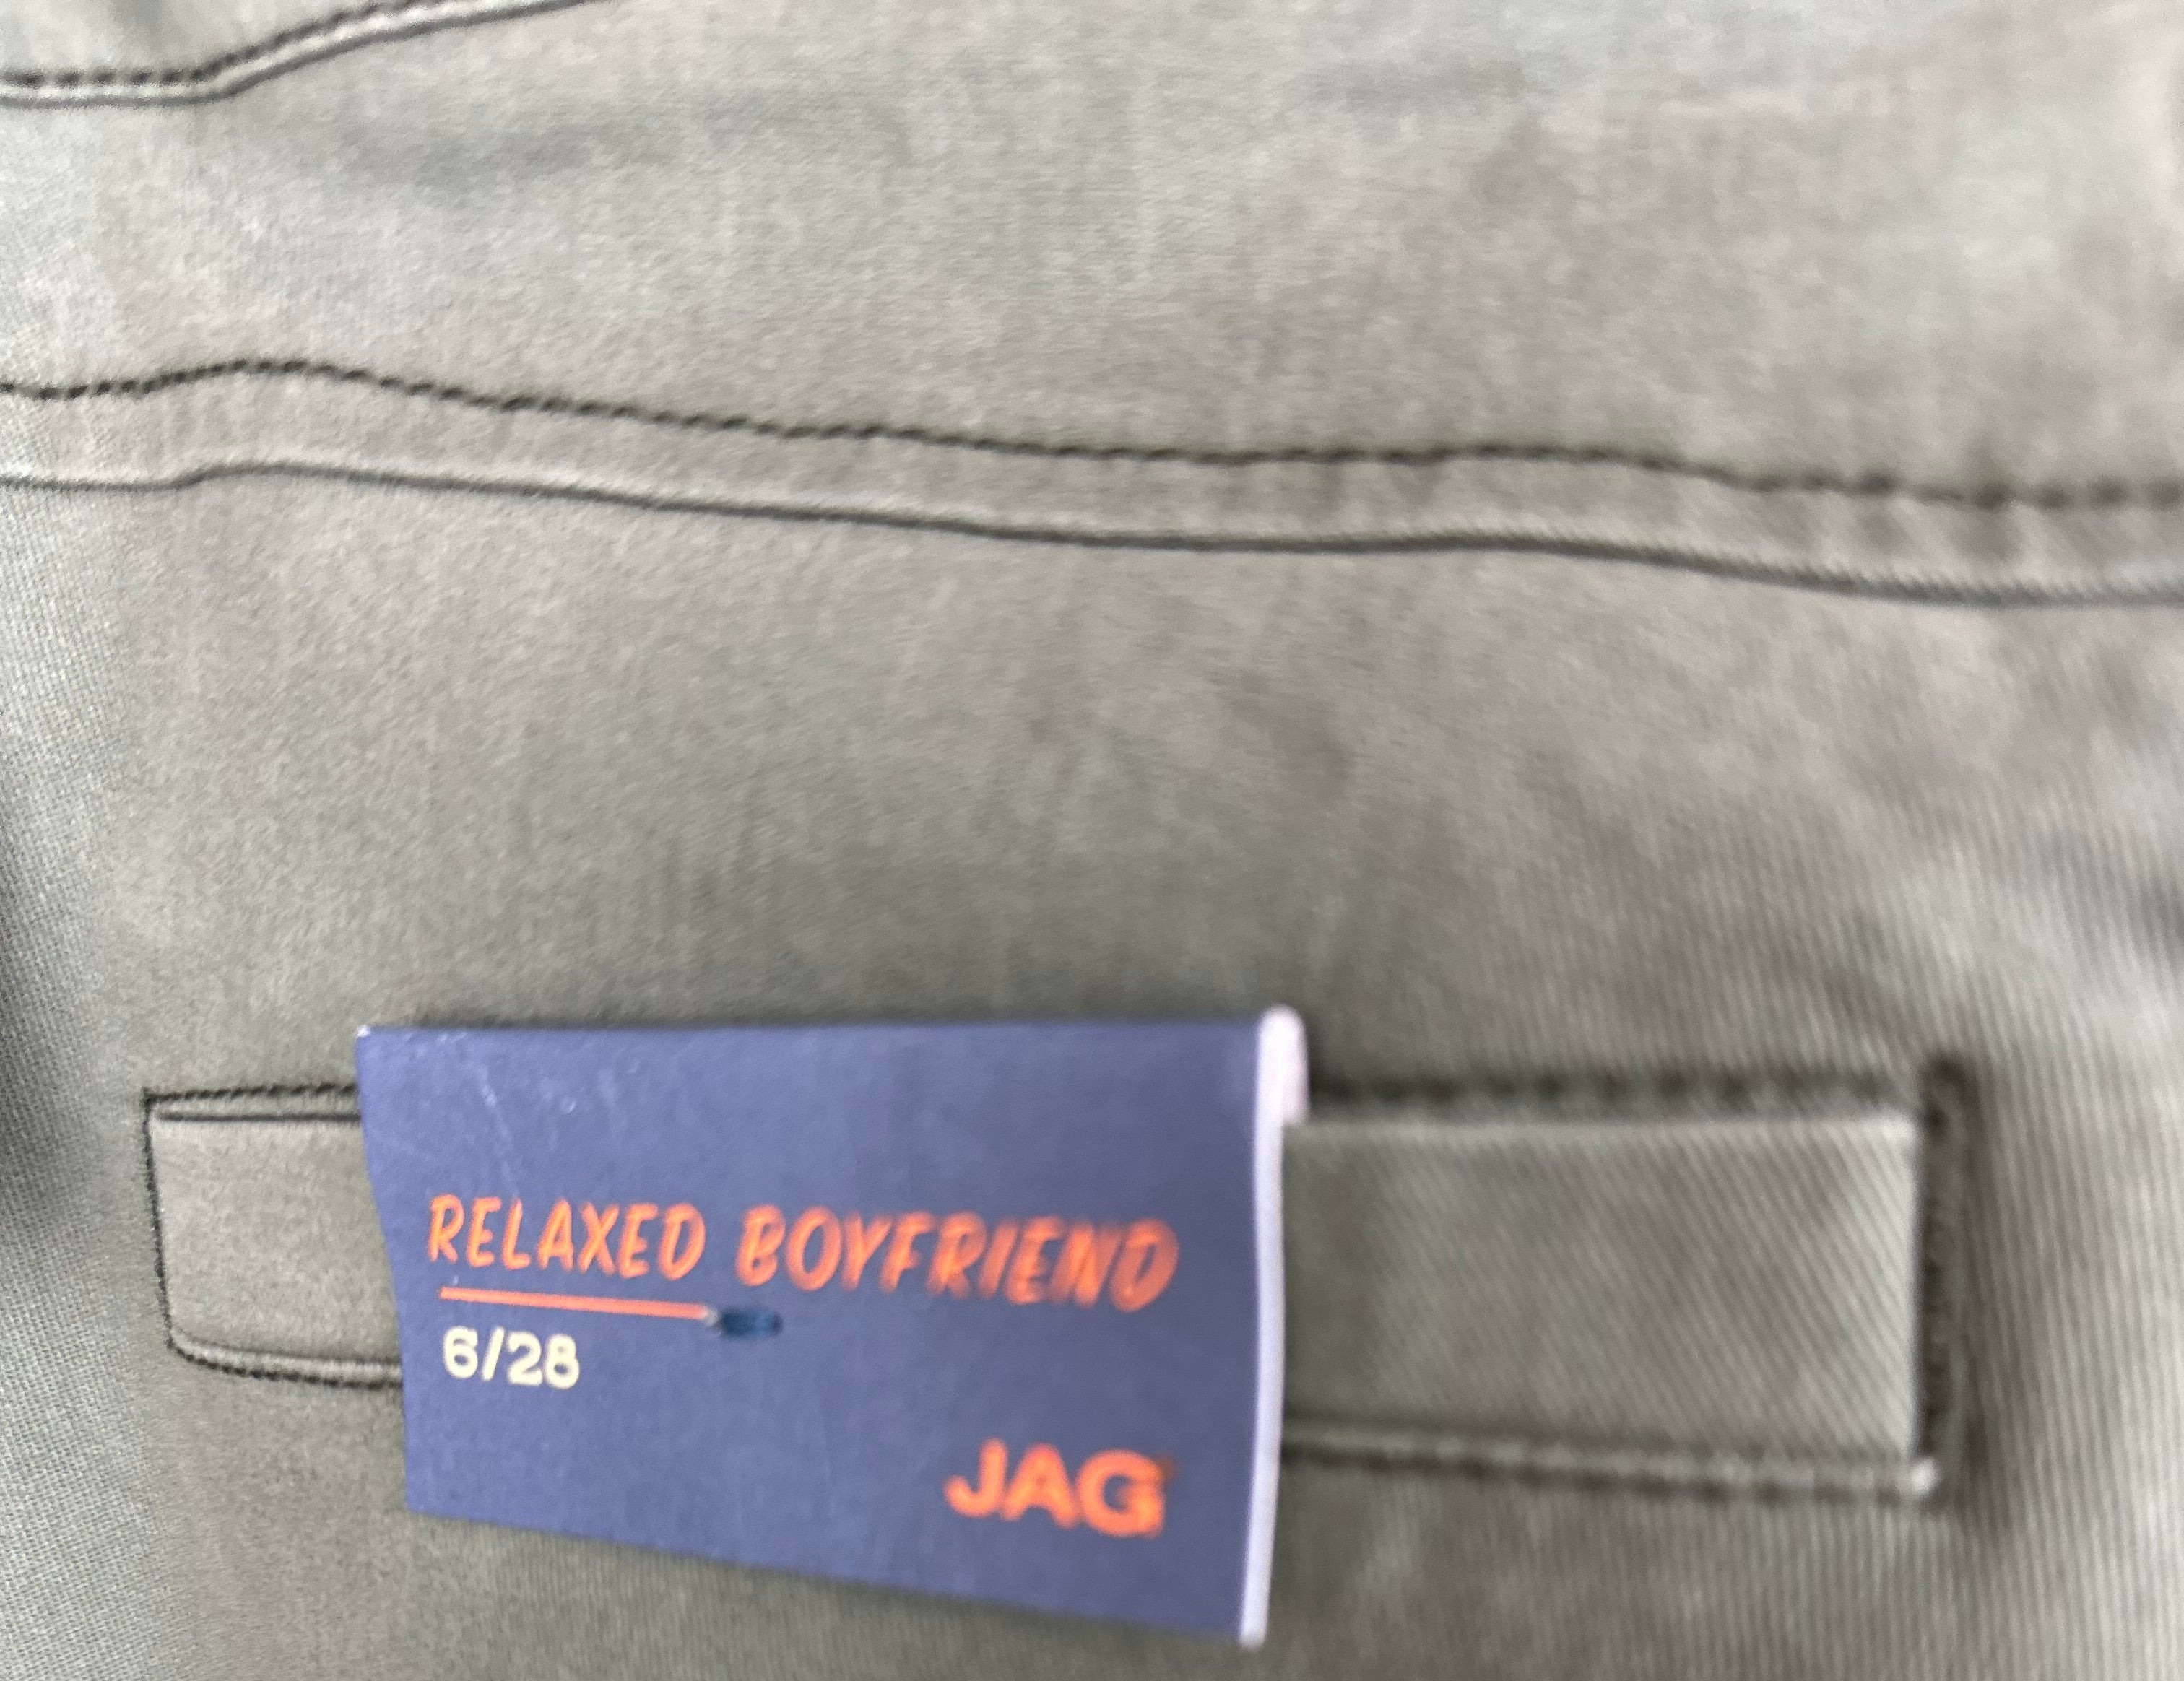 RELAXED BOYFRIEND
6/28
JAG